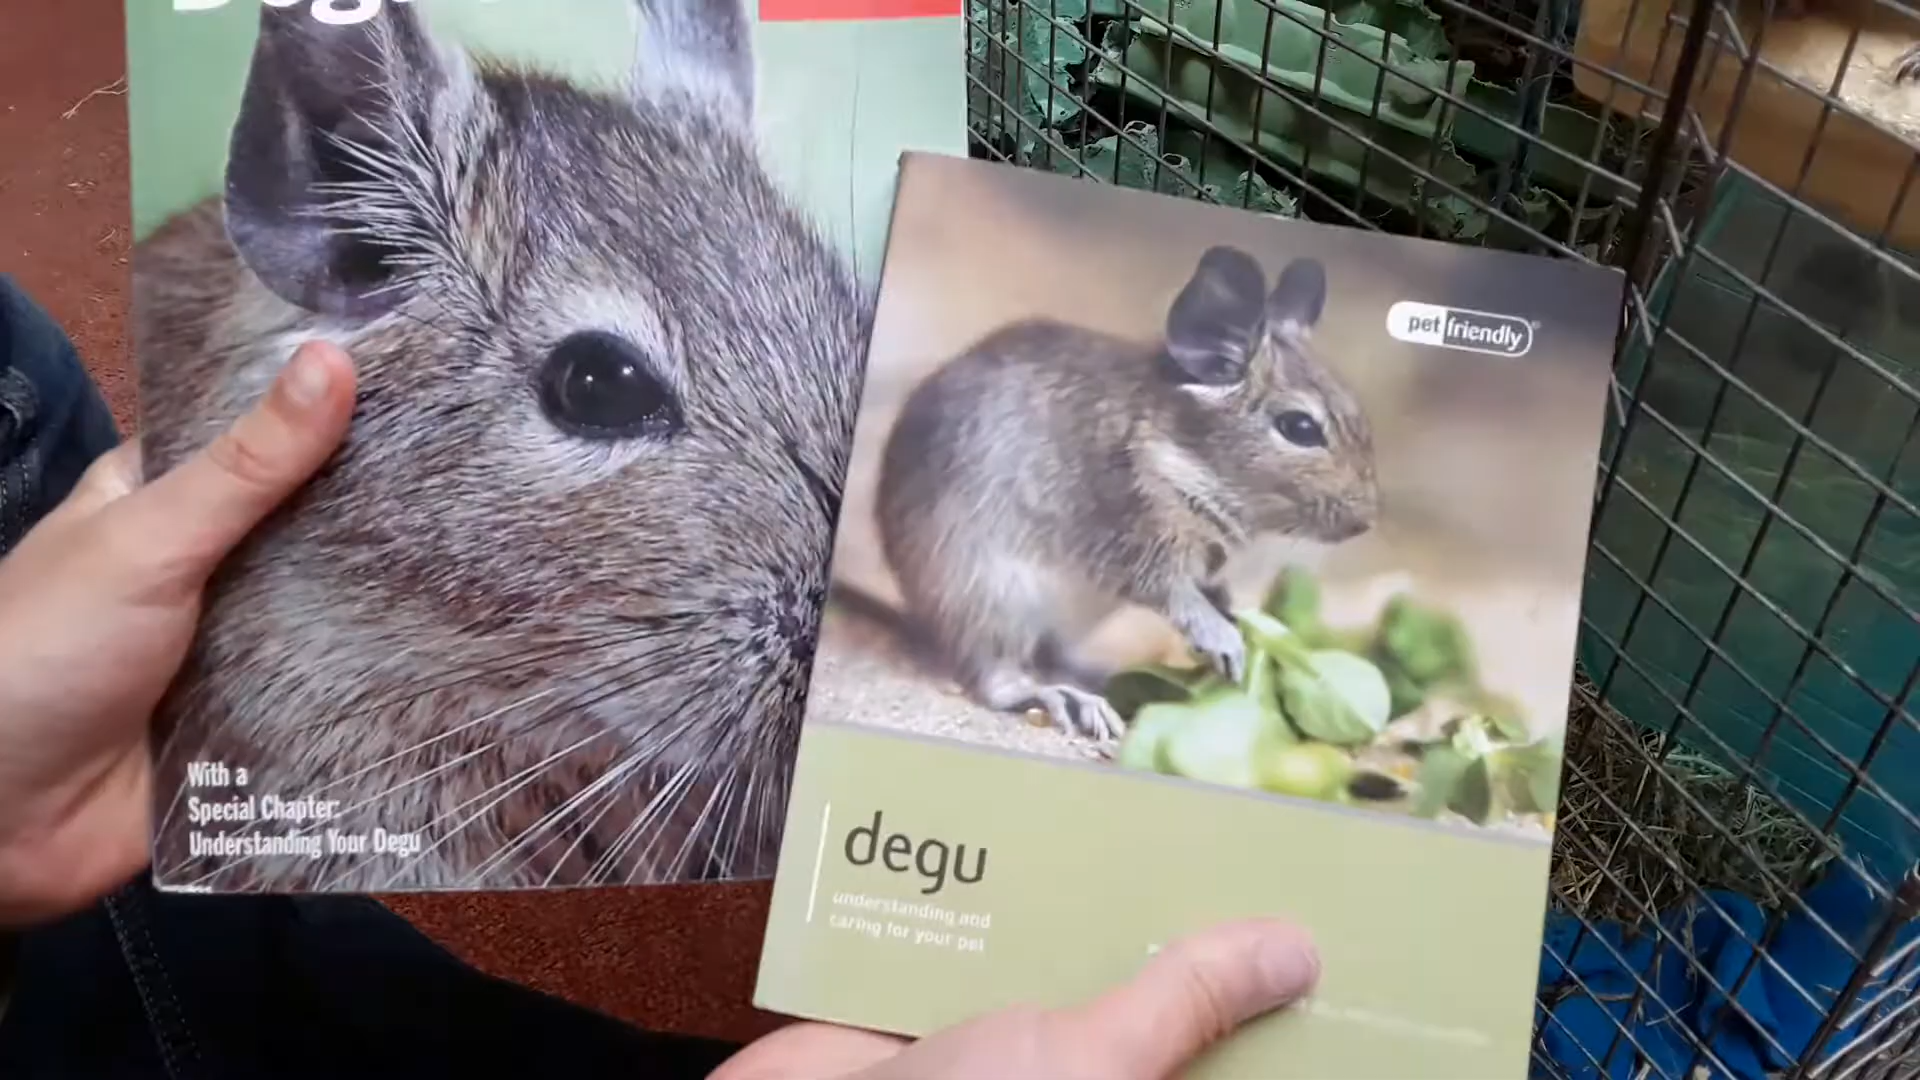 With a
Special Chapter:
Understanding Your Degu
pet friendly
degu
understanding and
caring for your pet